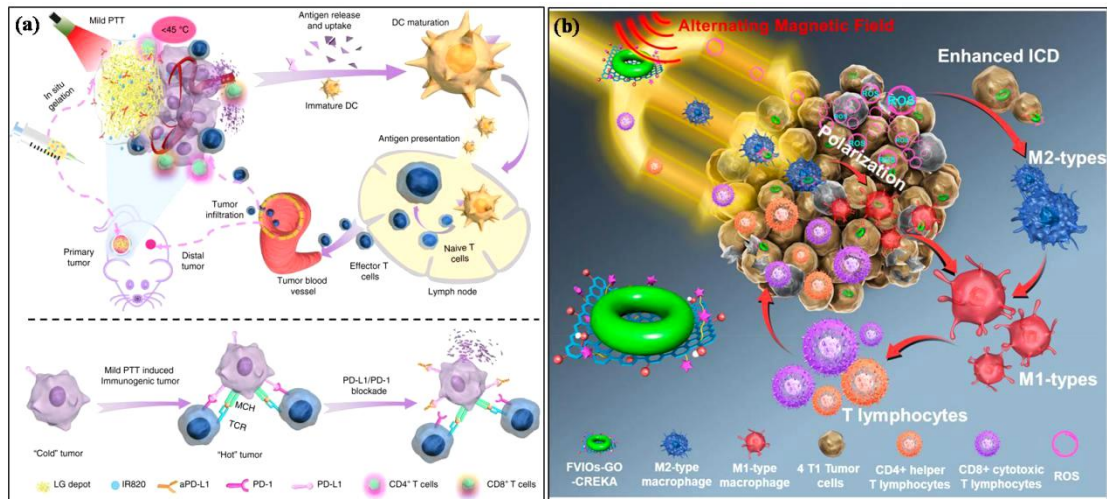 (a)
Mild PTT
<45 °C
Antigen release
and uptake
DC maturation
Immature DC
In situ
gelation
Antigen presentation
Tumor
infiltration
Primary
tumor
Distal
tumor
Tumor blood
vessel
Effector T
cells
Naive T
cells
Lymph node
Mild PTT induced
Immunogenic tumor
PD-L1/PD-1
blockade
MCH
TCR
"Cold" tumor
"Hot" tumor
LG depot
IR820
aPD-L1
PD-1
PD-L1
CD4+ T cells
CD8+ T cells
(b)
Alternating Magnetic Field
Enhanced ICD
ROS
ROS
ROS
Polarization
M2-types
M1-types
T lymphocytes
FVIOs-GO
-CREKA
M2-type
macrophage
M1-type
macrophage
4 T1 Tumor
cells
CD4+ helper
T lymphocytes
CD8+ cytotoxic
T lymphocytes
ROS